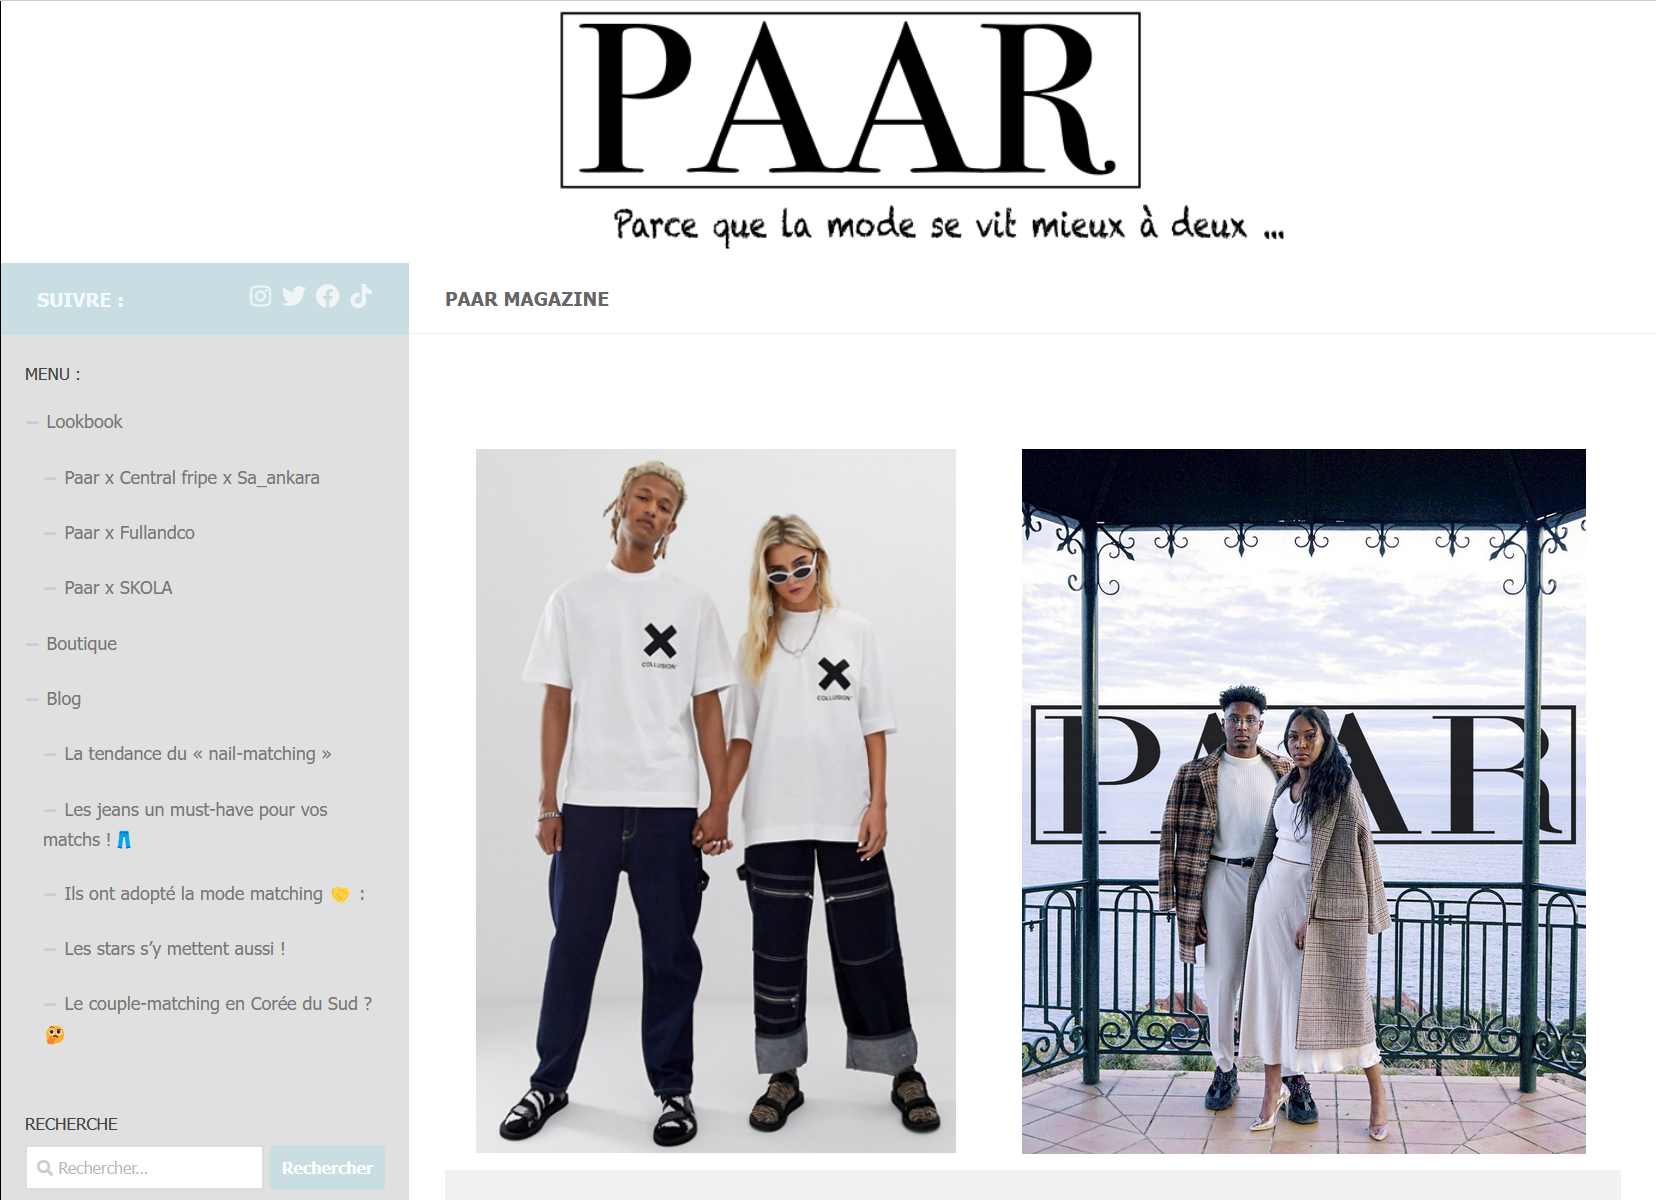 PAAR
Parce que la mode se vit mieux à deux ...
SUIVRE :
PAAR MAGAZINE
MENU :
Lookbook
Paar x Central fripe x Sa_ankara
Paar x Fullandco
Paar x SKOLA
Boutique
Blog
La tendance du « nail-matching »
Les jeans un must-have pour vos
matchs ! 👖
Ils ont adopté la mode matching 🤝 :
Les stars s’y mettent aussi !
Le couple-matching en Corée du Sud ?
🤔
RECHERCHE
Rechercher...
Rechercher
COLLUSION
COLLUSION
PAAR